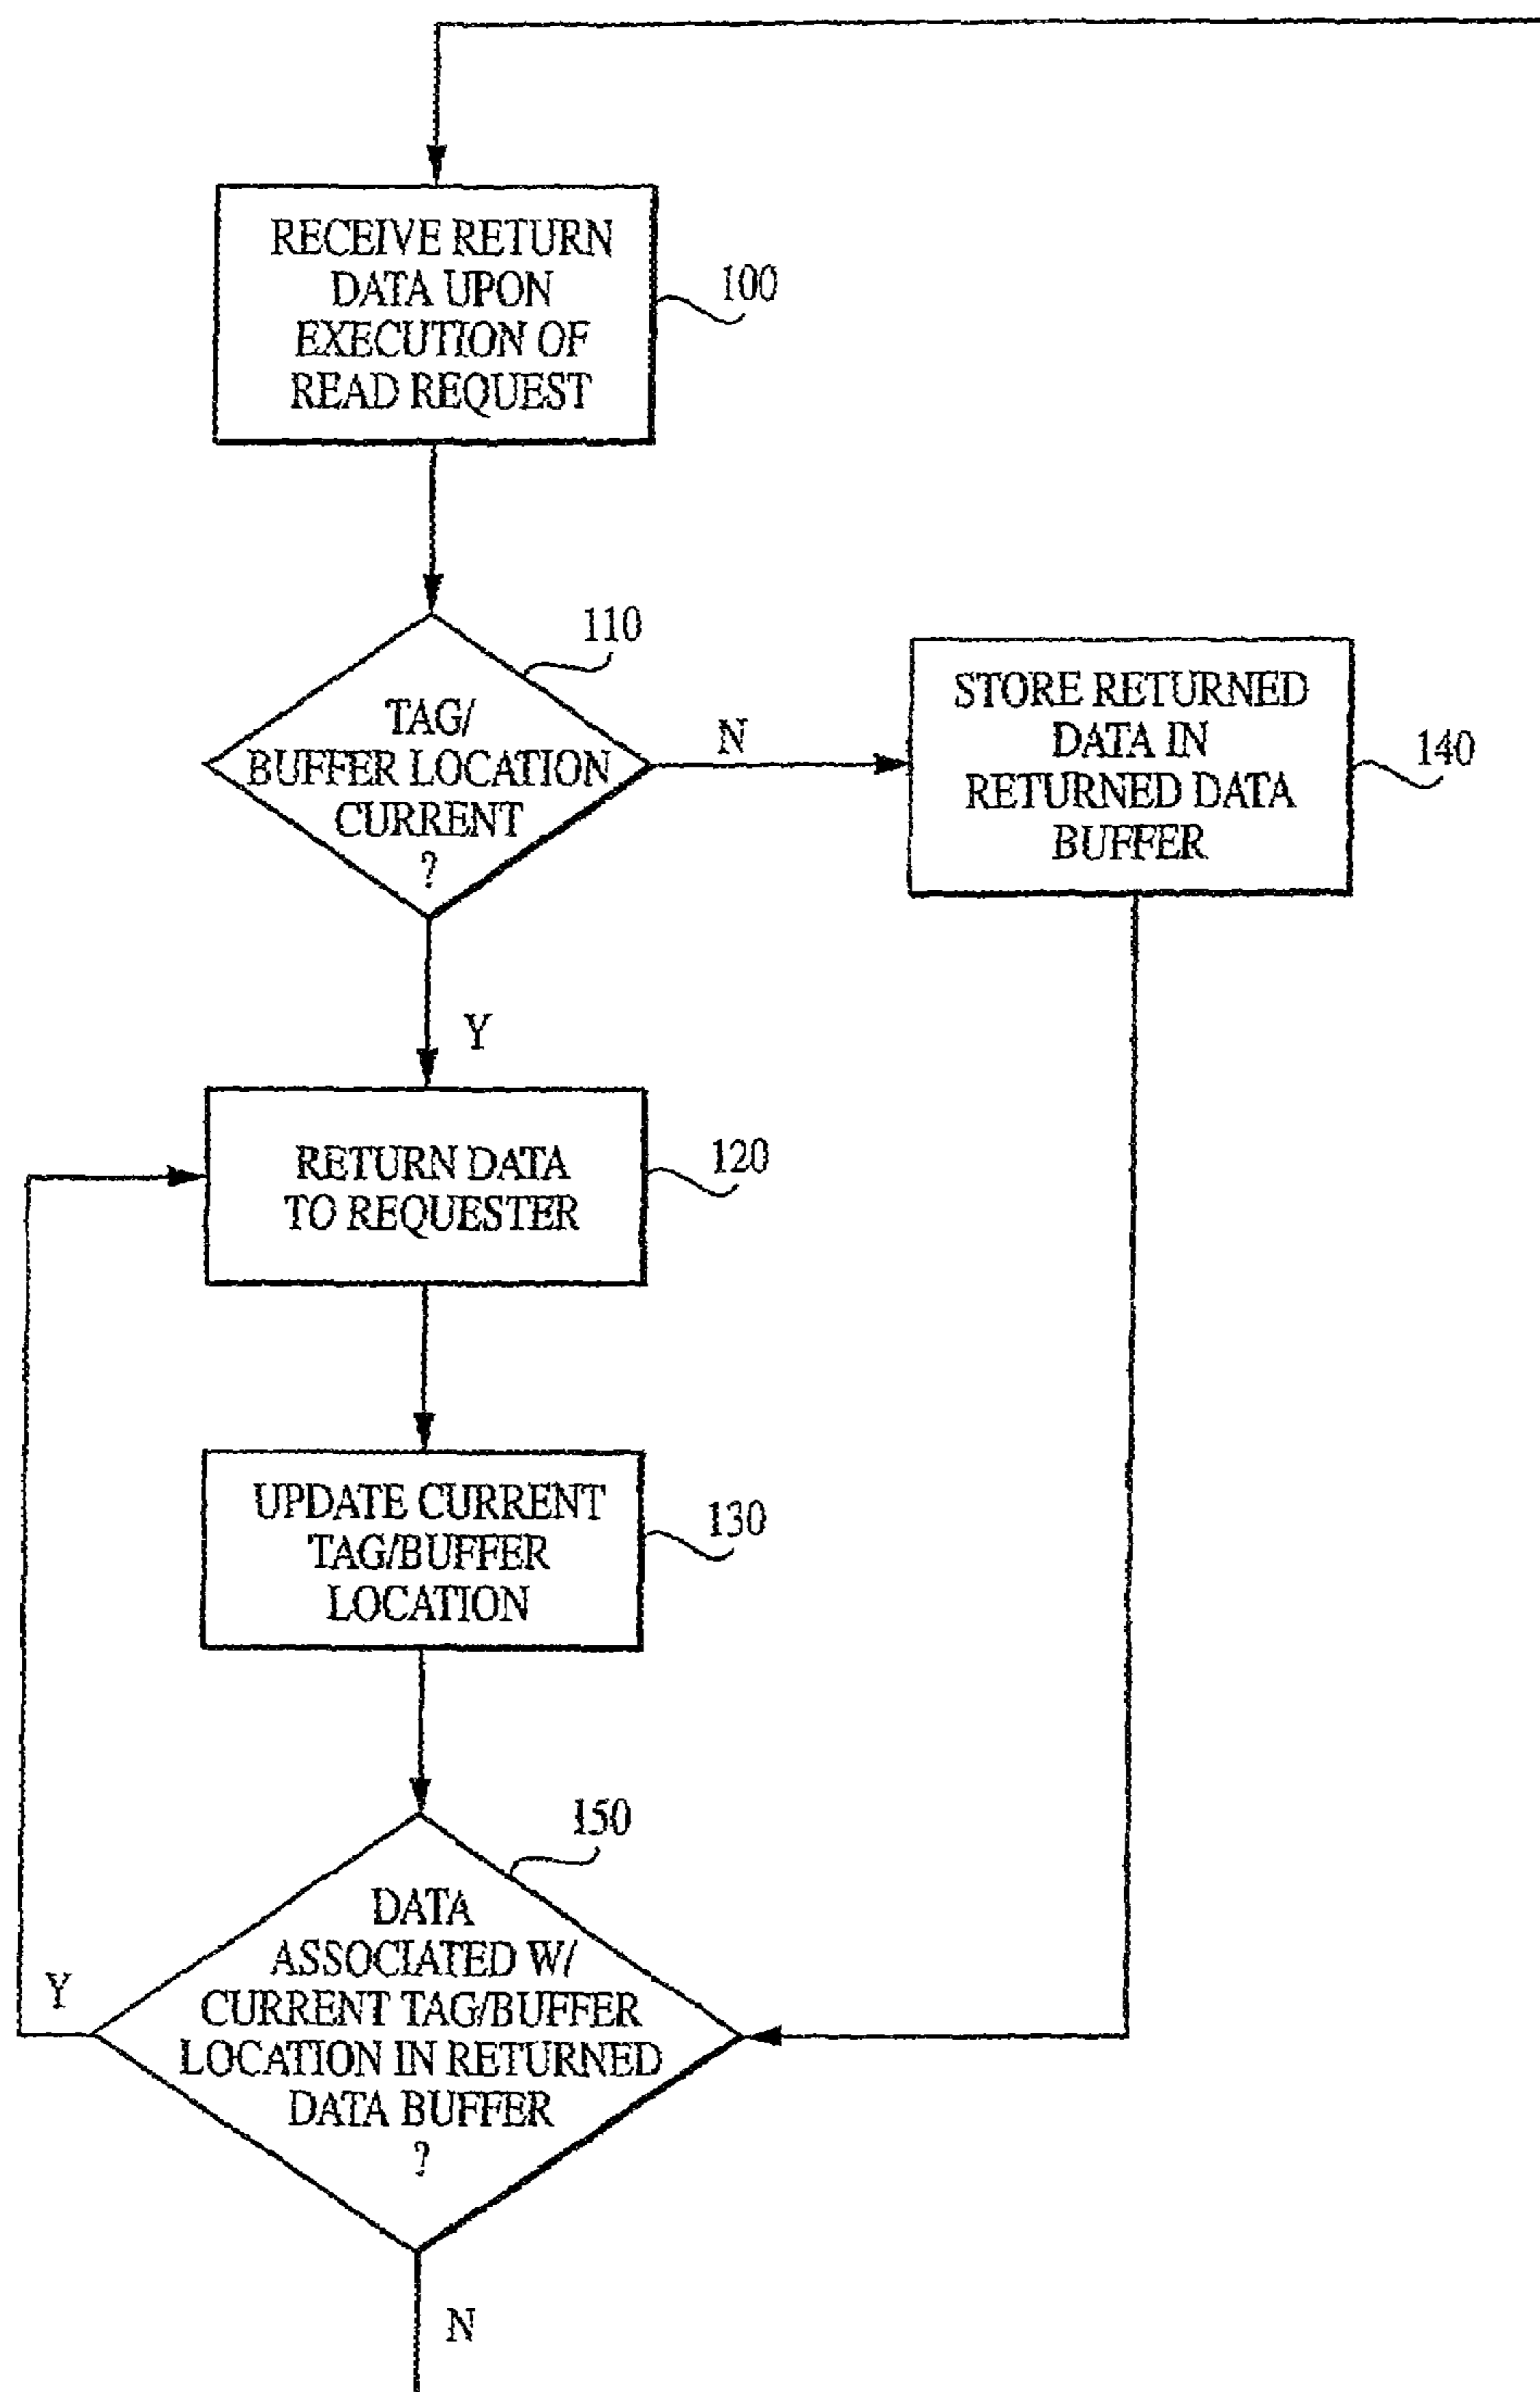 RECEIVE RETURN
DATA UPON
EXECUTION OF
READ REQUEST
100
110
TAG/
BUFFER LOCATION
CURRENT
?
N
STORE RETURNED
DATA IN
RETURNED DATA
BUFFER
140
Y
RETURN DATA
TO REQUESTER
120
UPDATE CURRENT
TAG/BUFFER
LOCATION
130
150
DATA
ASSOCIATED W/
CURRENT TAG/BUFFER
LOCATION IN RETURNED
DATA BUFFER
?
Y
N